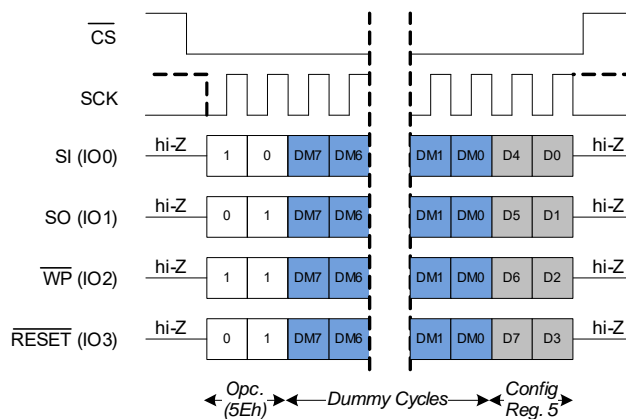 CS
SCK
SI (IO0) hi-Z 1 0 DM7 DM6 DM1 DM0 D4 D0 hi-Z
SO (IO1) hi-Z 0 1 DM7 DM6 DM1 DM0 D5 D1 hi-Z
WP (IO2) hi-Z 1 1 DM7 DM6 DM1 DM0 D6 D2 hi-Z
RESET (IO3) hi-Z 0 1 DM7 DM6 DM1 DM0 D7 D3 hi-Z
Opc.
(5Eh)
Dummy Cycles
Config
Reg. 5